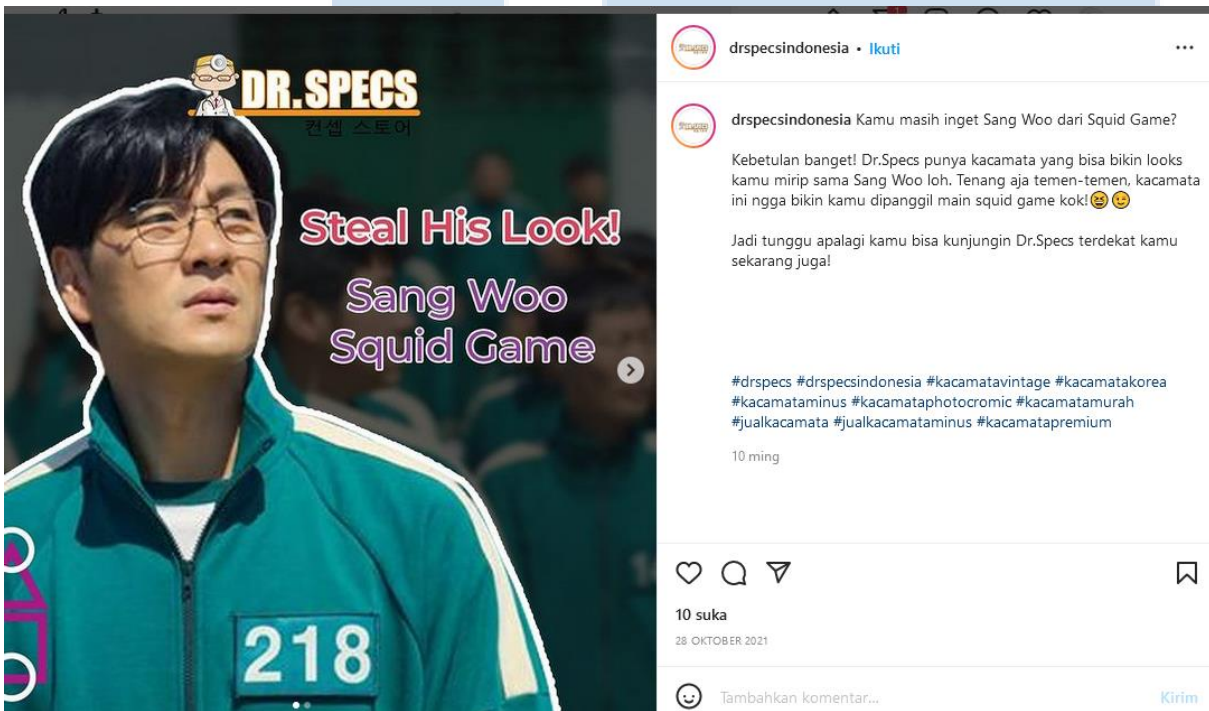 DR.SPECS
컨셉 스토어
Steal His Look!
Sang Woo
Squid Game
218
drspecsindonesia • Ikuti
drspecsindonesia Kamu masih inget Sang Woo dari Squid Game?
Kebetulan banget! Dr.Specs punya kacamata yang bisa bikin looks
kamu mirip sama Sang Woo loh. Tenang aja temen-temen, kacamata
ini ngga bikin kamu dipanggil main squid game kok!😆😉
Jadi tunggu apalagi kamu bisa kunjungin Dr.Specs terdekat kamu
sekarang juga!
#drspecs #drspecsindonesia #kacamatavintage #kacamatakorea
#kacamataminus #kacamataphotocromic #kacamatamurah
#jualkacamata #jualkacamataminus #kacamatapremium
10 ming
10 suka
28 OKTOBER 2021
Tambahkan komentar...
Kirim